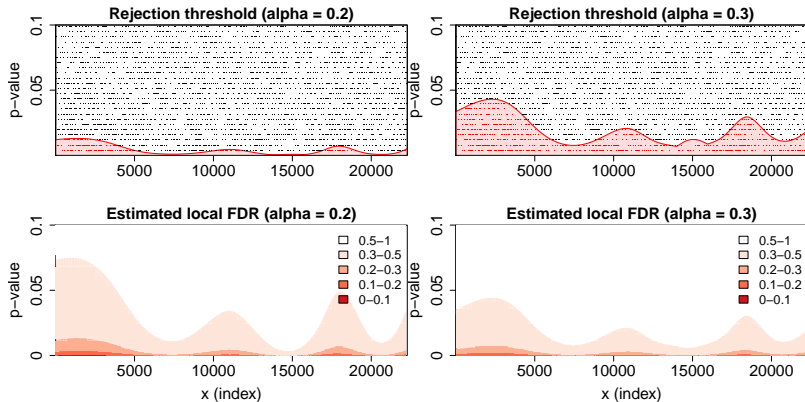 Rejection threshold (alpha = 0.2)
p-value
0.05
0.1
5000 10000 15000 20000
Rejection threshold (alpha = 0.3)
p-value
0.05
0.1
5000 10000 15000 20000
Estimated local FDR (alpha = 0.2)
p-value
0
0.05
0.1
0.5-1
0.3-0.5
0.2-0.3
0.1-0.2
0-0.1
5000 10000 15000 20000
x (index)
Estimated local FDR (alpha = 0.3)
p-value
0
0.05
0.1
0.5-1
0.3-0.5
0.2-0.3
0.1-0.2
0-0.1
5000 10000 15000 20000
x (index)